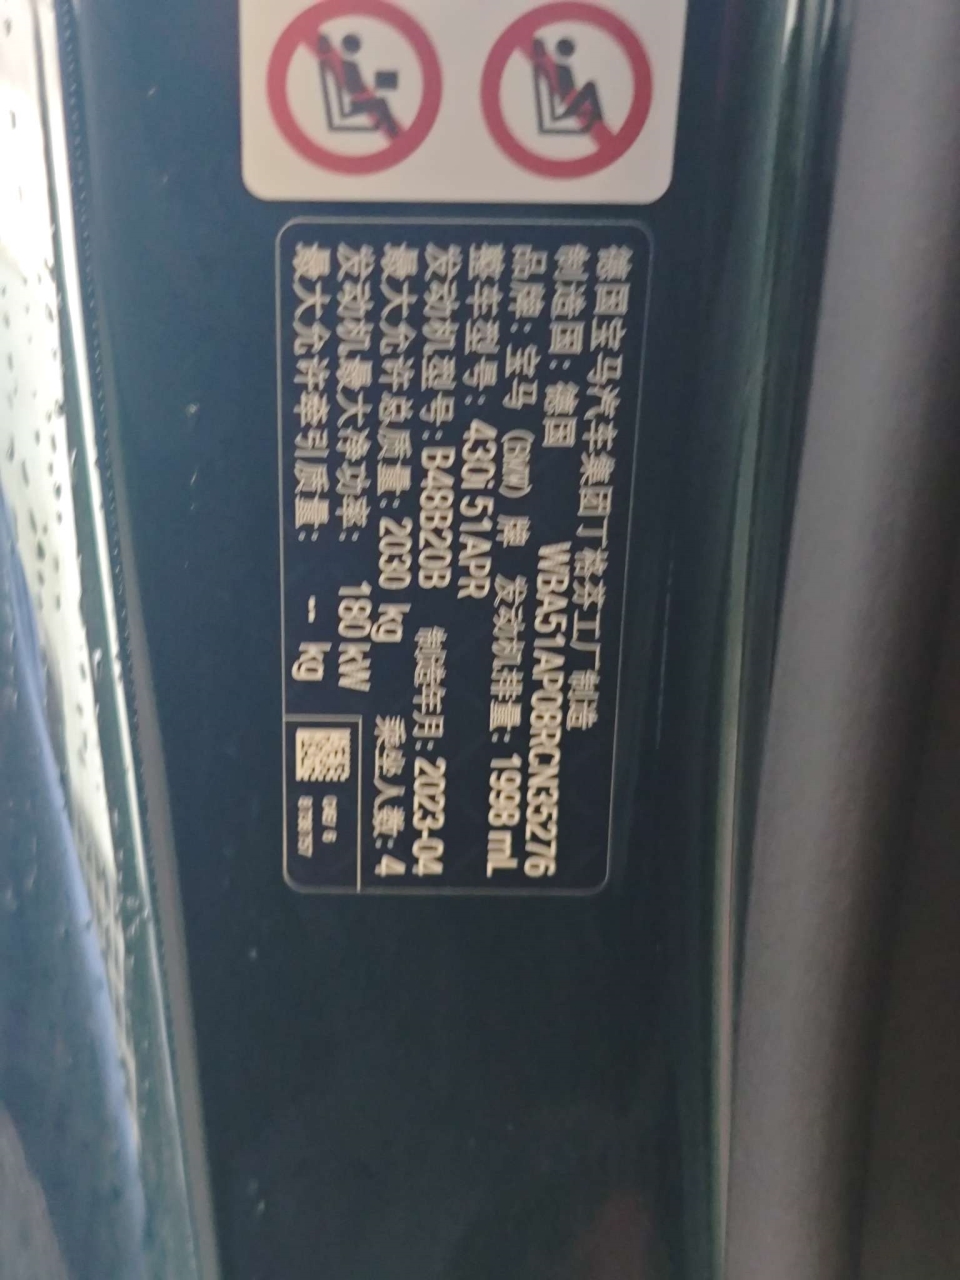 德国宝马汽车集团丁格芬工厂制造
制造国：德国 WBA51AP08RCN35276
品牌：宝马 (BMW) 牌 发动机排量：1998 mL
整车型号：430i 51APR
发动机型号：B48B20B 制造年月：2023-04
最大允许总质量：2030 kg 乘坐人数：4
发动机最大净功率： 180 kW
最大允许牵引质量： -- kg